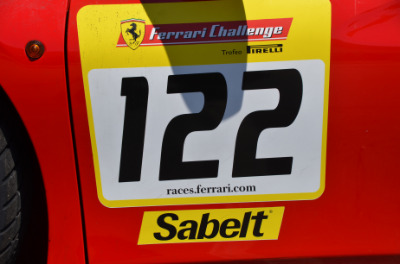 Ferrari Challenge
Trofeo PIRELLI
122
races.ferrari.com
Sabelt®